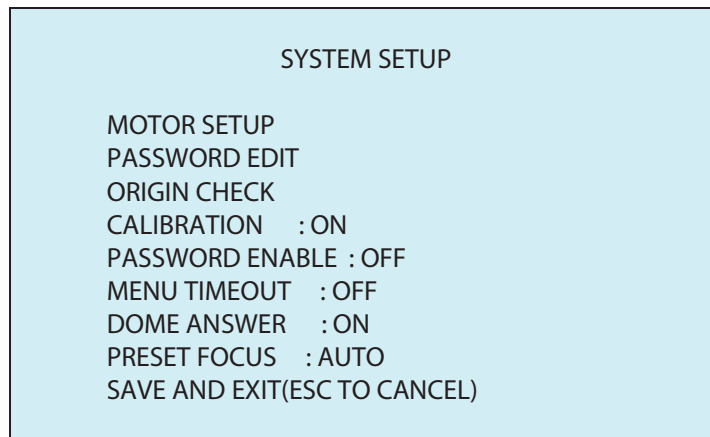 SYSTEM SETUP
MOTOR SETUP
PASSWORD EDIT
ORIGIN CHECK
CALIBRATION : ON
PASSWORD ENABLE : OFF
MENU TIMEOUT : OFF
DOME ANSWER : ON
PRESET FOCUS : AUTO
SAVE AND EXIT(ESC TO CANCEL)